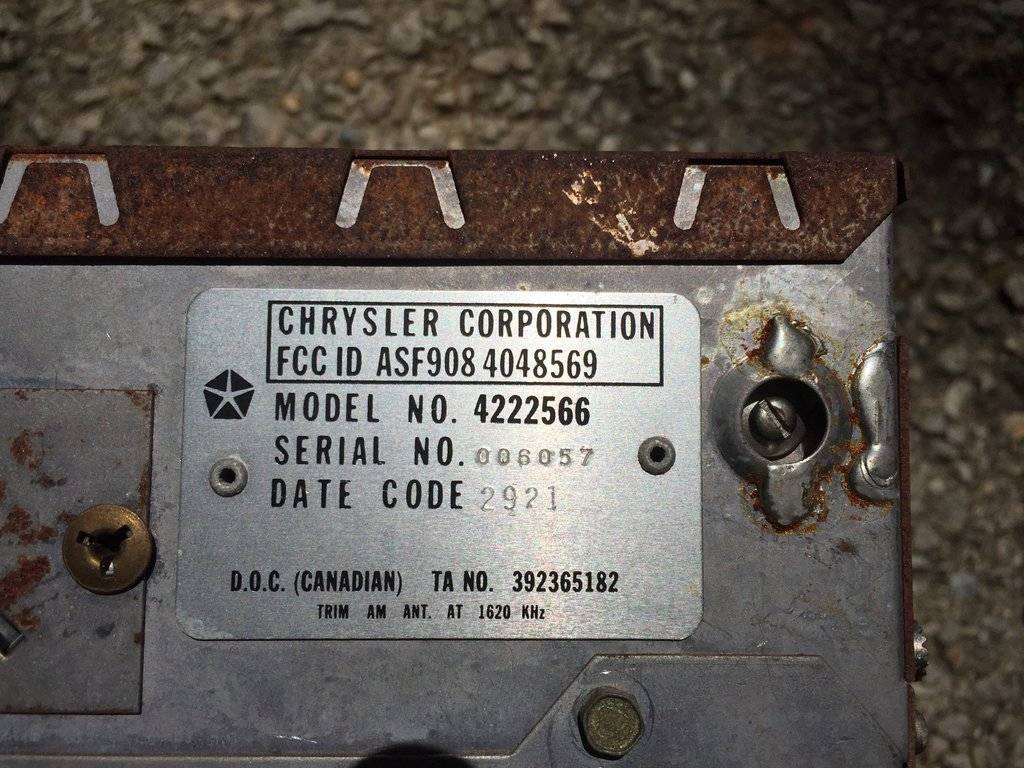 CHRYSLER CORPORATION
FCC ID ASF908 4048569
MODEL NO. 4222566
SERIAL NO. 006057
DATE CODE 2921
D.O.C. (CANADIAN) TA NO. 392365182
TRIM AM ANT. AT 1620 KHz